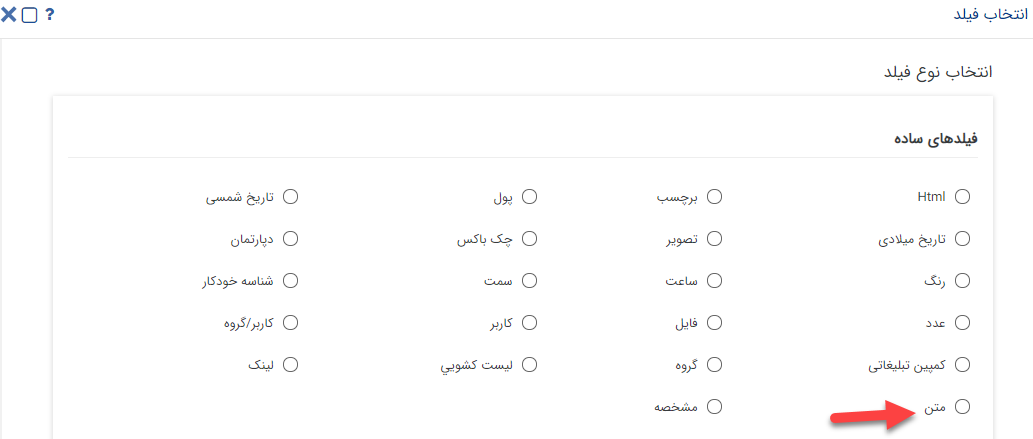 انتخاب فیلد ?
انتخاب نوع فیلد
فیلدهای ساده
Html برچسب پول تاریخ شمسی
تاریخ میلادی تصویر چک باکس دپارتمان
رنگ ساعت سمت شناسه خودکار
عدد فایل کاربر کاربر/گروه
کمپین تبلیغاتی گروه لیست کشویي لینک
متن مشخصه